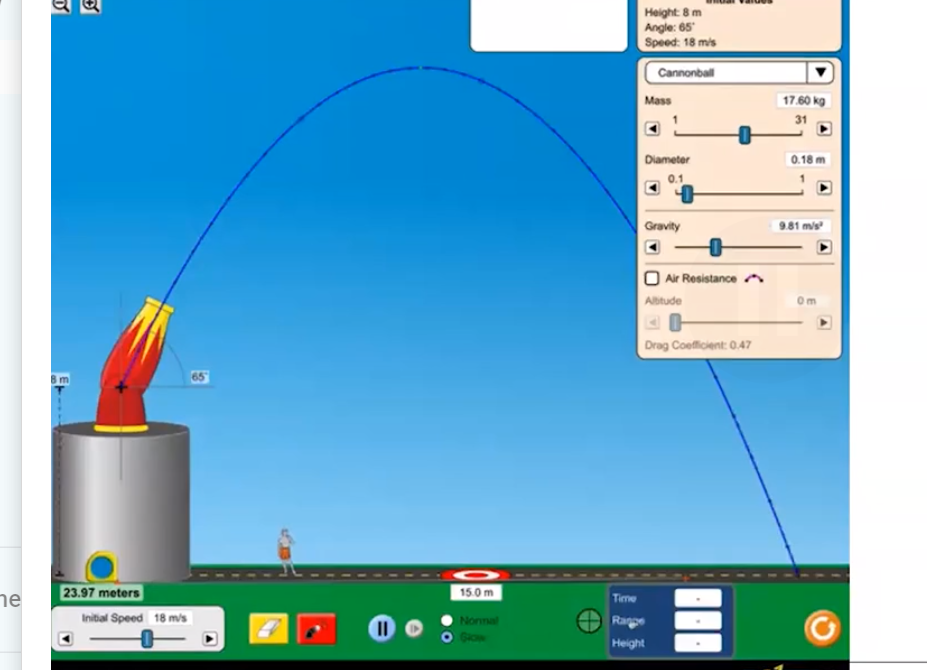 Initial Values
Height: 8 m
Angle: 65°
Speed: 18 m/s
Cannonball
Mass 17.60 kg
1 31
Diameter 0.18 m
0.1 1
Gravity 9.81 m/s²
Air Resistance
Altitude 0 m
Drag Coefficient: 0.47
65°
8 m
23.97 meters
15.0 m
Initial Speed 18 m/s
Normal
Slow
Time -
Range -
Height -